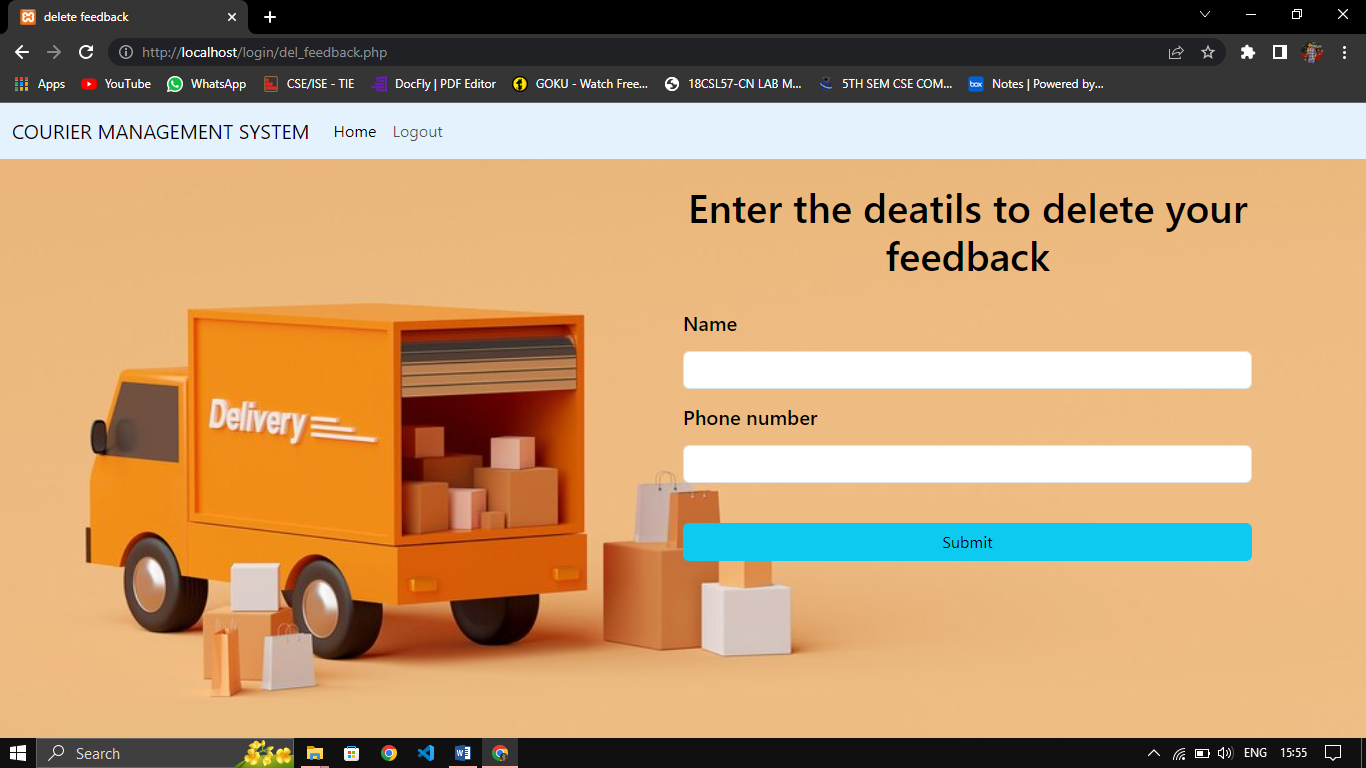 delete feedback
http://localhost/login/del_feedback.php
Apps YouTube WhatsApp CSE/ISE - TIE DocFly | PDF Editor GOKU - Watch Free... 18CSL57-CN LAB M... 5TH SEM CSE COM... box Notes | Powered by...
COURIER MANAGEMENT SYSTEM Home Logout
Enter the deatils to delete your
feedback
Name
Delivery
Phone number
Submit
Search ENG 15:55